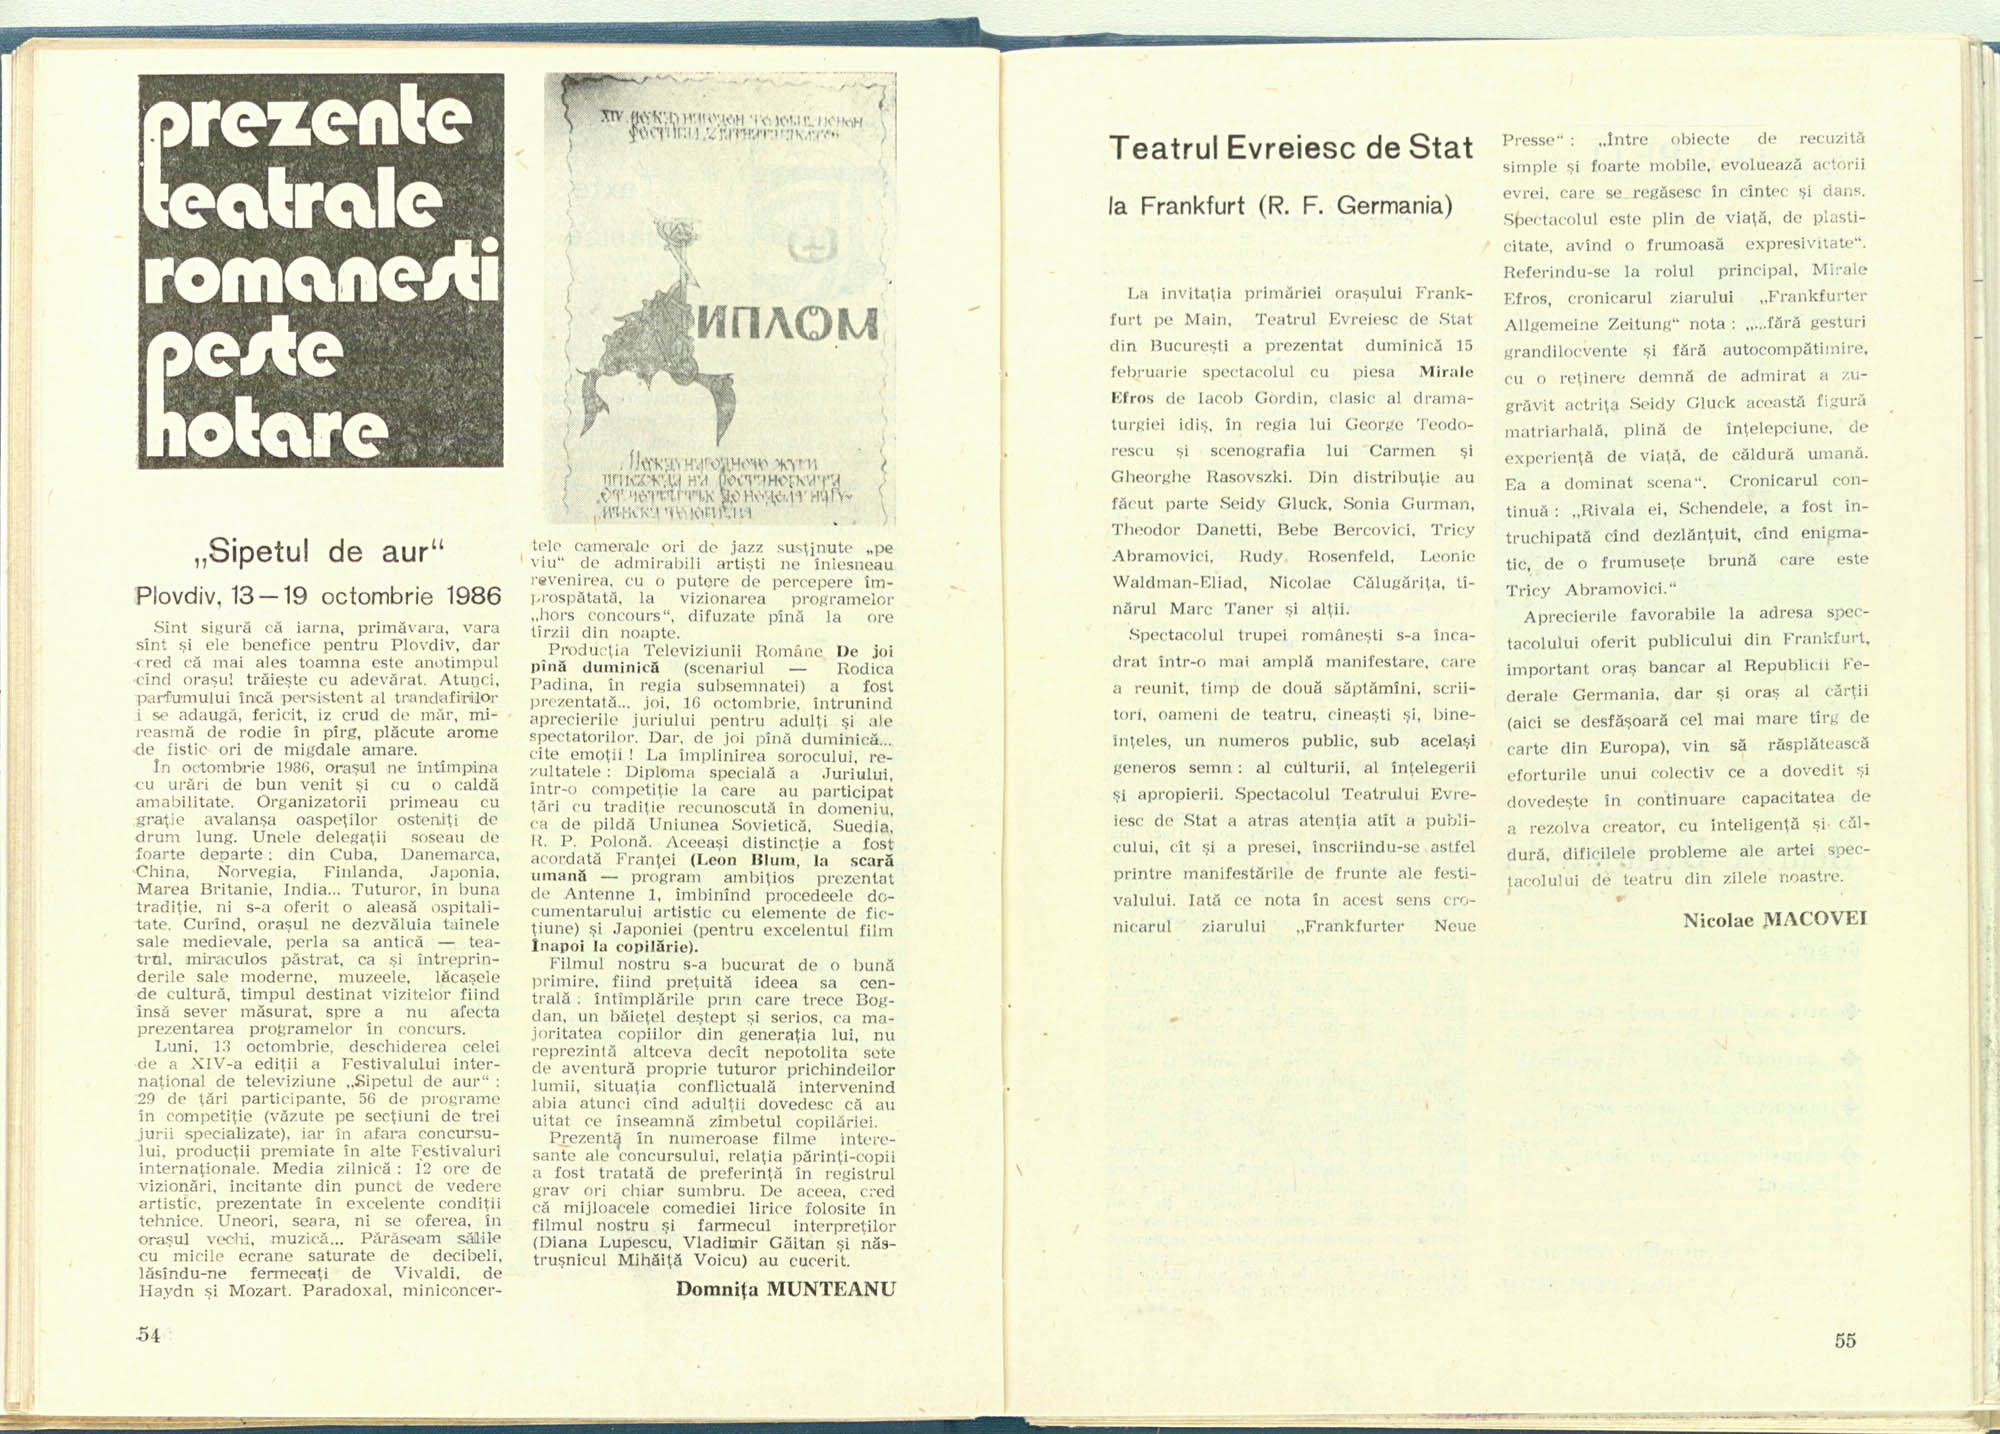 prezente
teatrale
romanesti
peste
hotare
ДИПЛОМ
„Sipetul de aur“
Plovdiv, 13—19 octombrie 1986
Sînt sigură că iarna, primăvara, vara
sînt și ele benefice pentru Plovdiv, dar
cred că mai ales toamna este anotimpul
cînd orașul trăiește cu adevărat. Atunci,
parfumului încă persistent al trandafirilor
i se adaugă, fericit, iz crud de măr, mi-
reasmă de rodie în pîrg, plăcute arome
de fistic ori de migdale amare.
În octombrie 1986, orașul ne întîmpina
cu urări de bun venit și cu o caldă
amabilitate. Organizatorii primeau cu
grație avalanșa oaspeților osteniți de
drum lung. Unele delegații soseau de
foarte departe : din Cuba, Danemarca,
China, Norvegia, Finlanda, Japonia,
Marea Britanie, India... Tuturor, în buna
tradiție, ni s-a oferit o aleasă ospitali-
tate. Curînd, orașul ne dezvăluia tainele
sale medievale, perla sa antică — tea-
trul, miraculos păstrat, ca și întreprin-
derile sale moderne, muzeele, lăcașele
de cultură, timpul destinat vizitelor fiind
însă sever măsurat, spre a nu afecta
prezentarea programelor în concurs.
Luni, 13 octombrie, deschiderea celei
de a XIV-a ediții a Festivalului inter-
național de televiziune „Sipetul de aur“ :
29 de țări participante, 56 de programe
în competiție (văzute pe secțiuni de trei
jurii specializate), iar în afara concursu-
lui, producții premiate în alte Festivaluri
internaționale. Media zilnică : 12 ore de
vizionări, incitante din punct de vedere
artistic, prezentate în excelente condiții
tehnice. Uneori, seara, ni se oferea, în
orașul vechi, muzică... Părăseam sălile
cu micile ecrane saturate de decibeli,
lăsîndu-ne fermecați de Vivaldi, de
Haydn și Mozart. Paradoxal, miniconcer-
tele camerale ori de jazz susținute „pe
viu“ de admirabili artiști ne înlesneau
revenirea, cu o putere de percepere îm-
prospătată, la vizionarea programelor
„hors concours“, difuzate pînă la ore
tîrzii din noapte.
Producția Televiziunii Române De joi
pînă duminică (scenariul — Rodica
Padina, în regia subsemnatei) a fost
prezentată... joi, 16 octombrie, întrunind
aprecierile juriului pentru adulți și ale
spectatorilor. Dar, de joi pînă duminică...
cîte emoții ! La împlinirea sorocului, re-
zultatele : Diploma specială a Juriului,
într-o competiție la care au participat
țări cu tradiție recunoscută în domeniu,
ca de pildă Uniunea Sovietică, Suedia,
R. P. Polonă. Aceeași distincție a fost
acordată Franței (Leon Blum, la scară
umană — program ambițios prezentat
de Antenne 1, îmbinînd procedeele do-
cumentarului artistic cu elemente de fic-
țiune) și Japoniei (pentru excelentul film
Înapoi la copilărie).
Filmul nostru s-a bucurat de o bună
primire, fiind prețuită ideea sa cen-
trală : întîmplările prin care trece Bog-
dan, un băiețel deștept și serios, ca ma-
joritatea copiilor din generația lui, nu
reprezintă altceva decît nepotolita sete
de aventură proprie tuturor prichindeilor
lumii, situația conflictuală intervenind
abia atunci cînd adulții dovedesc că au
uitat ce înseamnă zîmbetul copilăriei.
Prezentă în numeroase filme intere-
sante ale concursului, relația părinți-copii
a fost tratată de preferință în registrul
grav ori chiar sumbru. De aceea, cred
că mijloacele comediei lirice folosite în
filmul nostru și farmecul interpreților
(Diana Lupescu, Vladimir Găitan și năs-
trușnicul Mihăiță Voicu) au cucerit.
Domnița MUNTEANU
54
Teatrul Evreiesc de Stat
la Frankfurt (R. F. Germania)
La invitația primăriei orașului Frank-
furt pe Main, Teatrul Evreiesc de Stat
din București a prezentat duminică 15
februarie spectacolul cu piesa Mirale
Efros de Iacob Gordin, clasic al drama-
turgiei idiș, în regia lui George Teodo-
rescu și scenografia lui Carmen și
Gheorghe Rasovszki. Din distribuție au
făcut parte Seidy Gluck, Sonia Gurman,
Theodor Danetti, Bebe Bercovici, Tricy
Abramovici, Rudy Rosenfeld, Leonie
Waldman-Eliad, Nicolae Călugărița, tî-
nărul Marc Taner și alții.
Spectacolul trupei românești s-a înca-
drat într-o mai amplă manifestare, care
a reunit, timp de două săptămîni, scrii-
tori, oameni de teatru, cineaști și, bine-
înțeles, un numeros public, sub același
generos semn : al culturii, al înțelegerii
și apropierii. Spectacolul Teatrului Evre-
iesc de Stat a atras atenția atît a publi-
cului, cît și a presei, înscriindu-se astfel
printre manifestările de frunte ale festi-
valului. Iată ce nota în acest sens cro-
nicarul ziarului „Frankfurter Neue
Presse“ : „Între obiecte de recuzită
simple și foarte mobile, evoluează actorii
evrei, care se regăsesc în cîntec și dans.
Spectacolul este plin de viață, de plasti-
citate, avînd o frumoasă expresivitate“.
Referindu-se la rolul principal, Mirale
Efros, cronicarul ziarului „Frankfurter
Allgemeine Zeitung“ nota : „...fără gesturi
grandilocvente și fără autocompătimire,
cu o reținere demnă de admirat a zu-
grăvit actrița Seidy Gluck această figură
matriarhală, plină de înțelepciune, de
experiență de viață, de căldură umană.
Ea a dominat scena“. Cronicarul con-
tinuă : „Rivala ei, Schendele, a fost în-
truchipată cînd dezlănțuit, cînd enigma-
tic, de o frumusețe brună care este
Tricy Abramovici.“
Aprecierile favorabile la adresa spec-
tacolului oferit publicului din Frankfurt,
important oraș bancar al Republicii Fe-
derale Germania, dar și oraș al cărții
(aici se desfășoară cel mai mare tîrg de
carte din Europa), vin să răsplătească
eforturile unui colectiv ce a dovedit și
dovedește în continuare capacitatea de
a rezolva creator, cu inteligență și căl-
dură, dificilele probleme ale artei spec-
tacolului de teatru din zilele noastre.
Nicolae MACOVEI
55